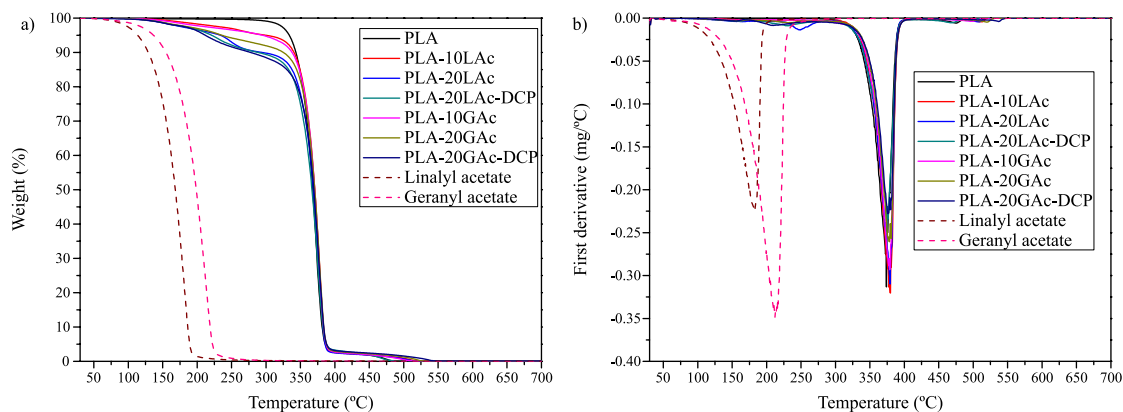 a)
100
90
80
70
60
50
40
30
20
10
0
Weight (%)
50 100 150 200 250 300 350 400 450 500 550 600 650 700
Temperature (ºC)
PLA
PLA-10LAc
PLA-20LAc
PLA-20LAc-DCP
PLA-10GAc
PLA-20GAc
PLA-20GAc-DCP
Linalyl acetate
Geranyl acetate
b)
0.00
-0.05
-0.10
-0.15
-0.20
-0.25
-0.30
-0.35
-0.40
First derivative (mg/ºC)
50 100 150 200 250 300 350 400 450 500 550 600 650 700
Temperature (ºC)
PLA
PLA-10LAc
PLA-20LAc
PLA-20LAc-DCP
PLA-10GAc
PLA-20GAc
PLA-20GAc-DCP
Linalyl acetate
Geranyl acetate